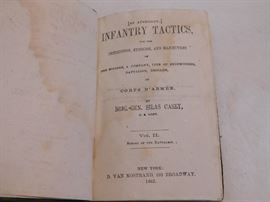 [BY AUTHORITY.]
INFANTRY TACTICS,
FOR THE
INSTRUCTION, EXERCISE, AND MANŒUVRES
OF
THE SOLDIER, A COMPANY, LINE OF SKIRMISHERS,
BATTALION, BRIGADE,
OR
CORPS D'ARMÉE.
BY
BRIG.-GEN. SILAS CASEY,
U. S. ARMY.
VOL. II.
SCHOOL OF THE BATTALION.
NEW YORK:
D. VAN NOSTRAND, 192 BROADWAY.
1862.